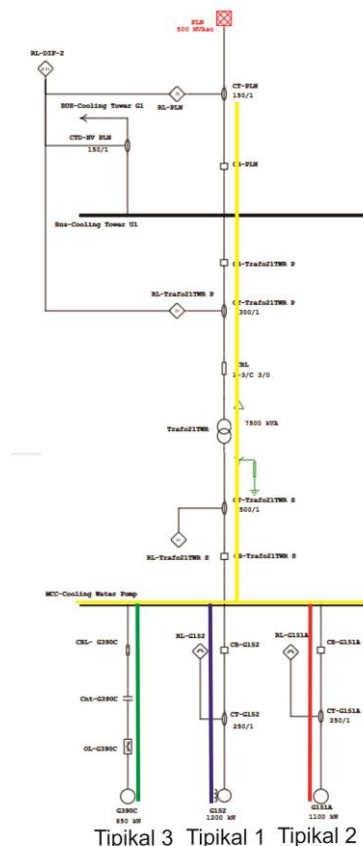 PLN
500 MVAsc
RL-DIF-2
CT-PLN
150/1
RL-PLN
BUS-Cooling Tower G1
CTD-HV PLN
150/1
CB-PLN
Bus-Cooling Tower U1
CB-Trafo21TWR P
RL-Trafo21TWR P
CT-Trafo21TWR P
300/1
CBL
2-3/C 3/0
Trafo21TWR
7500 kVA
CT-Trafo21TWR S
500/1
RL-Trafo21TWR S
CB-Trafo21TWR S
MCC-Cooling Water Pump
CBL- G390C
RL-G152
CB-G152
RL-G151A
CB-G151A
Cnt-G390C
CT-G152
250/1
CT-G151A
250/1
OL-G390C
G390C
850 kW
G152
1200 kW
G151A
1100 kW
Tipikal 3 Tipikal 1 Tipikal 2